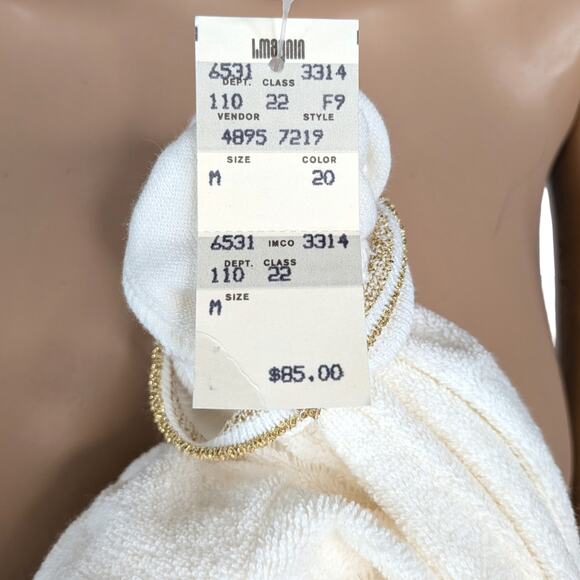 I.magnin
6531 3314
DEPT. CLASS
110 22 F9
VENDOR STYLE
4895 7219
SIZE COLOR
M 20
6531 IMCO 3314
DEPT. CLASS
110 22
SIZE
M
$85.00